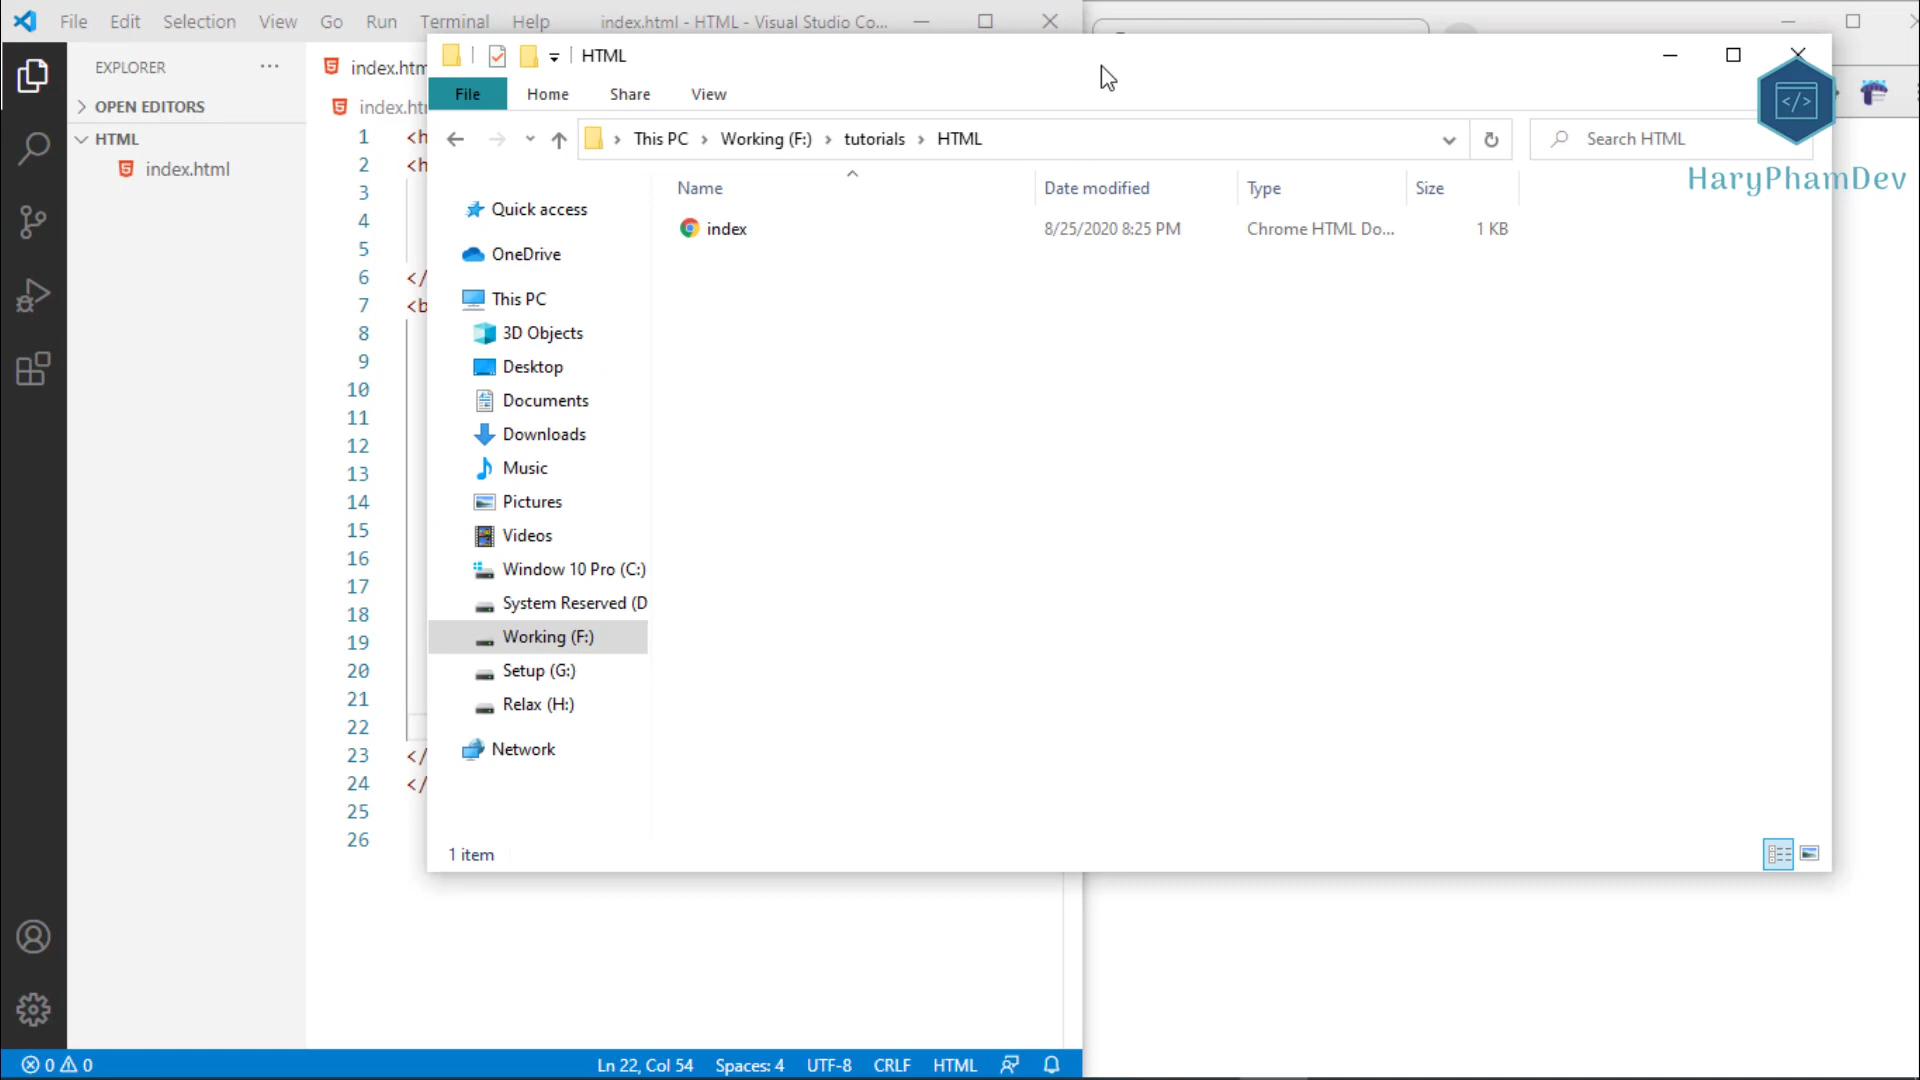 File Edit Selection View Go Run Terminal Help index.html - HTML - Visual Studio Co...
EXPLORER
OPEN EDITORS
HTML
index.html
index.htm
1 <h
2 <h
3
4
5
6 </
7 <b
8
9
10
11
12
13
14
15
16
17
18
19
20
21
22
23 </
24 </
25
26
HTML
File Home Share View
This PC > Working (F:) > tutorials > HTML
Search HTML
HaryPhamDev
Name Date modified Type Size
index 8/25/2020 8:25 PM Chrome HTML Do... 1 KB
Quick access
OneDrive
This PC
3D Objects
Desktop
Documents
Downloads
Music
Pictures
Videos
Window 10 Pro (C:)
System Reserved (D
Working (F:)
Setup (G:)
Relax (H:)
Network
1 item
0 0 Ln 22, Col 54 Spaces: 4 UTF-8 CRLF HTML